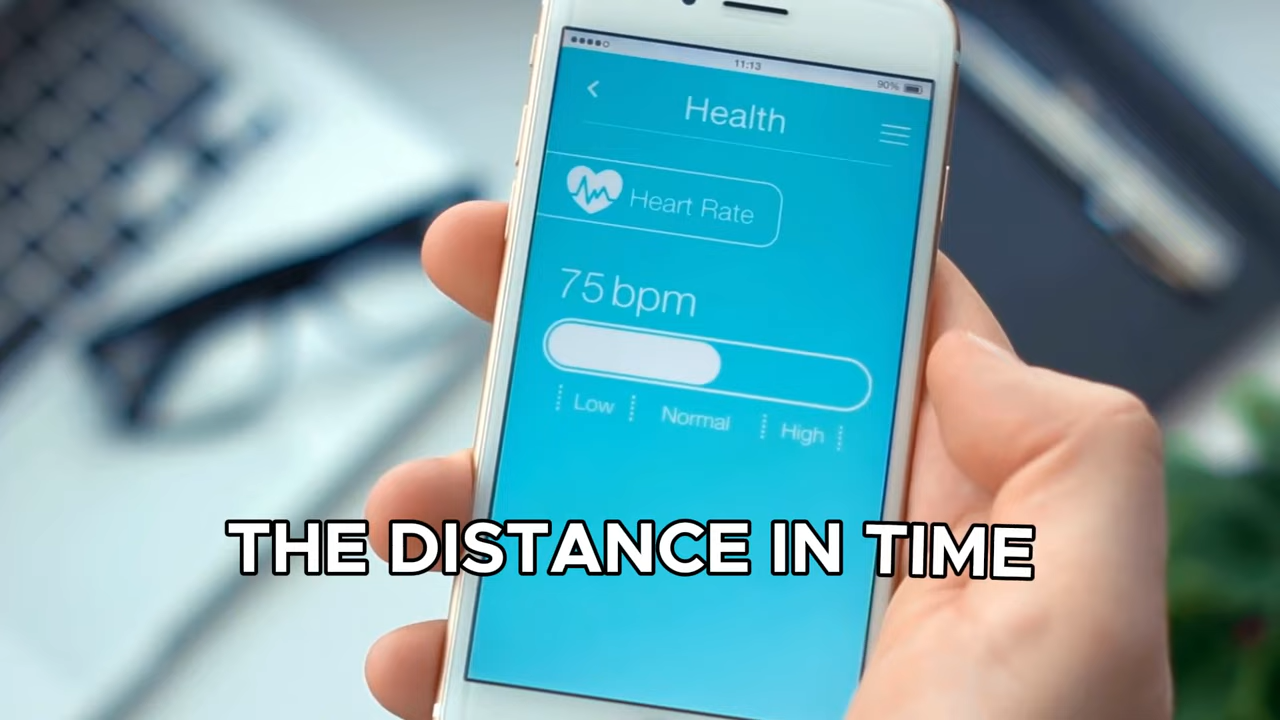 11:13
90%
Health
Heart Rate
75 bpm
Low Normal High
THE DISTANCE IN TIME